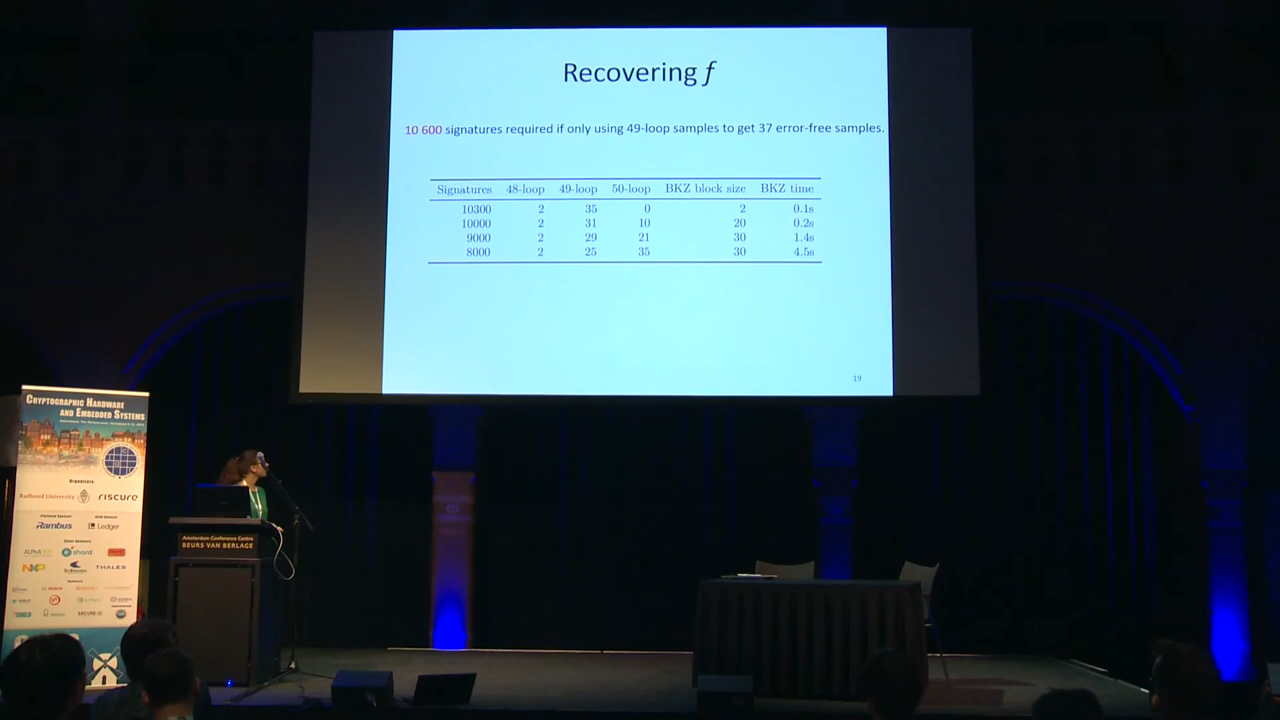 Recovering f
10 600 signatures required if only using 49-loop samples to get 37 error-free samples.
Signatures 48-loop 49-loop 50-loop BKZ block size BKZ time
10300 2 35 0 2 0.1s
10000 2 31 10 20 0.2s
9000 2 29 21 30 1.4s
8000 2 25 35 30 4.5s
19
CRYPTOGRAPHIC HARDWARE
AND EMBEDDED SYSTEMS
Organizers
Radboud University
riscure
Rambus
Ledger
shard
NXP
THALES
Amsterdam Conference Centre
BEURS VAN BERLAGE